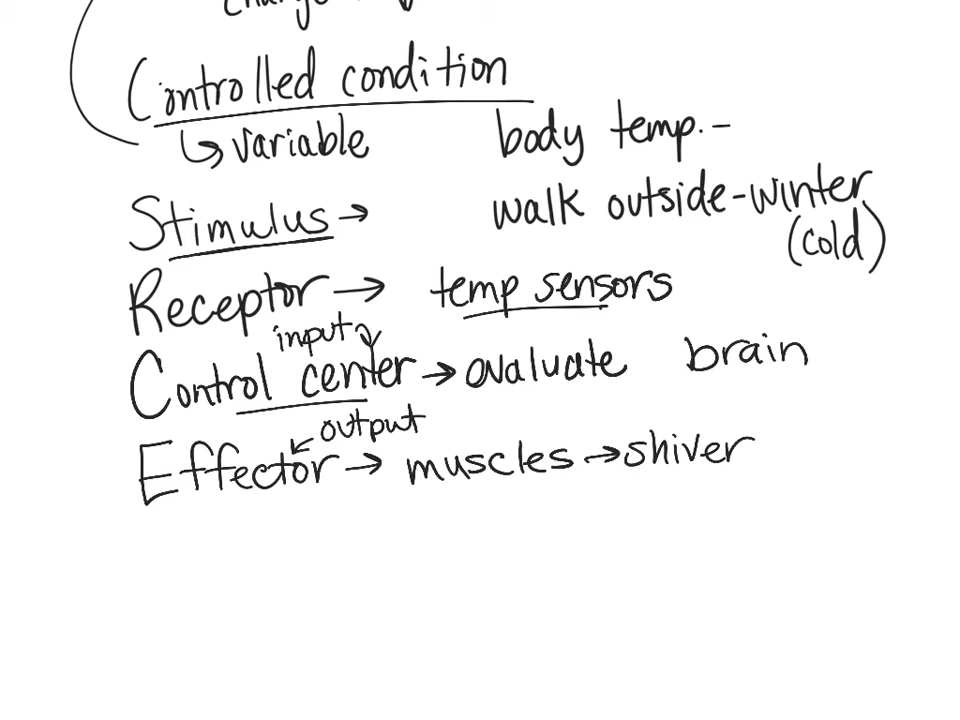 Controlled condition
↳ variable body temp. -
Stimulus → walk outside - winter
(cold)
Receptor → temp sensors
input
Control center → evaluate brain
output
Effector → muscles → shiver